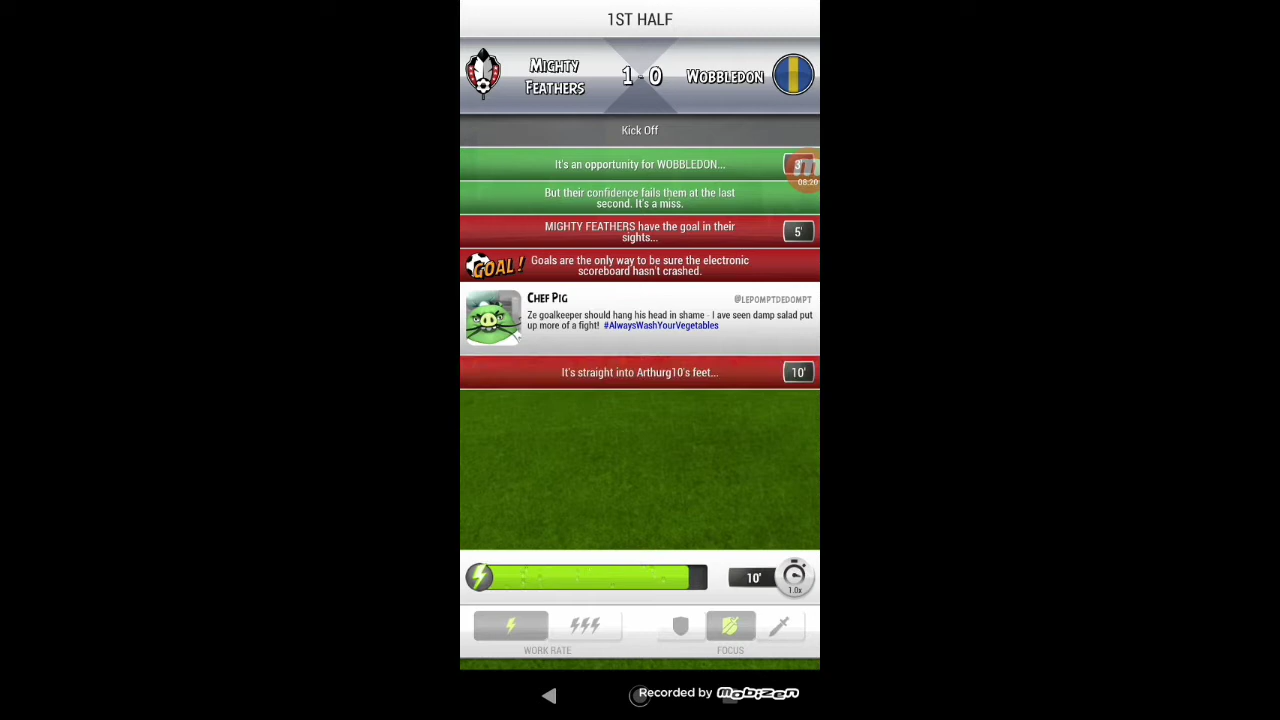 1ST HALF
MIGHTY
FEATHERS
1 - 0
WOBBLEDON
Kick Off
It's an opportunity for WOBBLEDON...
3'
08:20
But their confidence fails them at the last
second. It's a miss.
MIGHTY FEATHERS have the goal in their
sights...
5'
GOAL!
Goals are the only way to be sure the electronic
scoreboard hasn't crashed.
CHEF PIG
@LEPOMPTDEDOMPT
Ze goalkeeper should hang his head in shame - I ave seen damp salad put
up more of a fight! #AlwaysWashYourVegetables
It's straight into Arthurg10's feet...
10'
10'
1.0x
WORK RATE
FOCUS
Recorded by mobizen